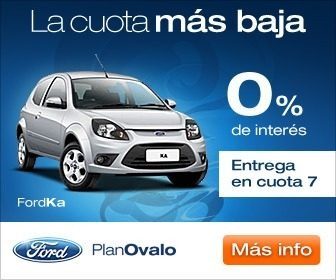 La cuota más baja
0%
de interés
Entrega
en cuota 7
KA
FordKa
Ford
PlanOvalo
Más info